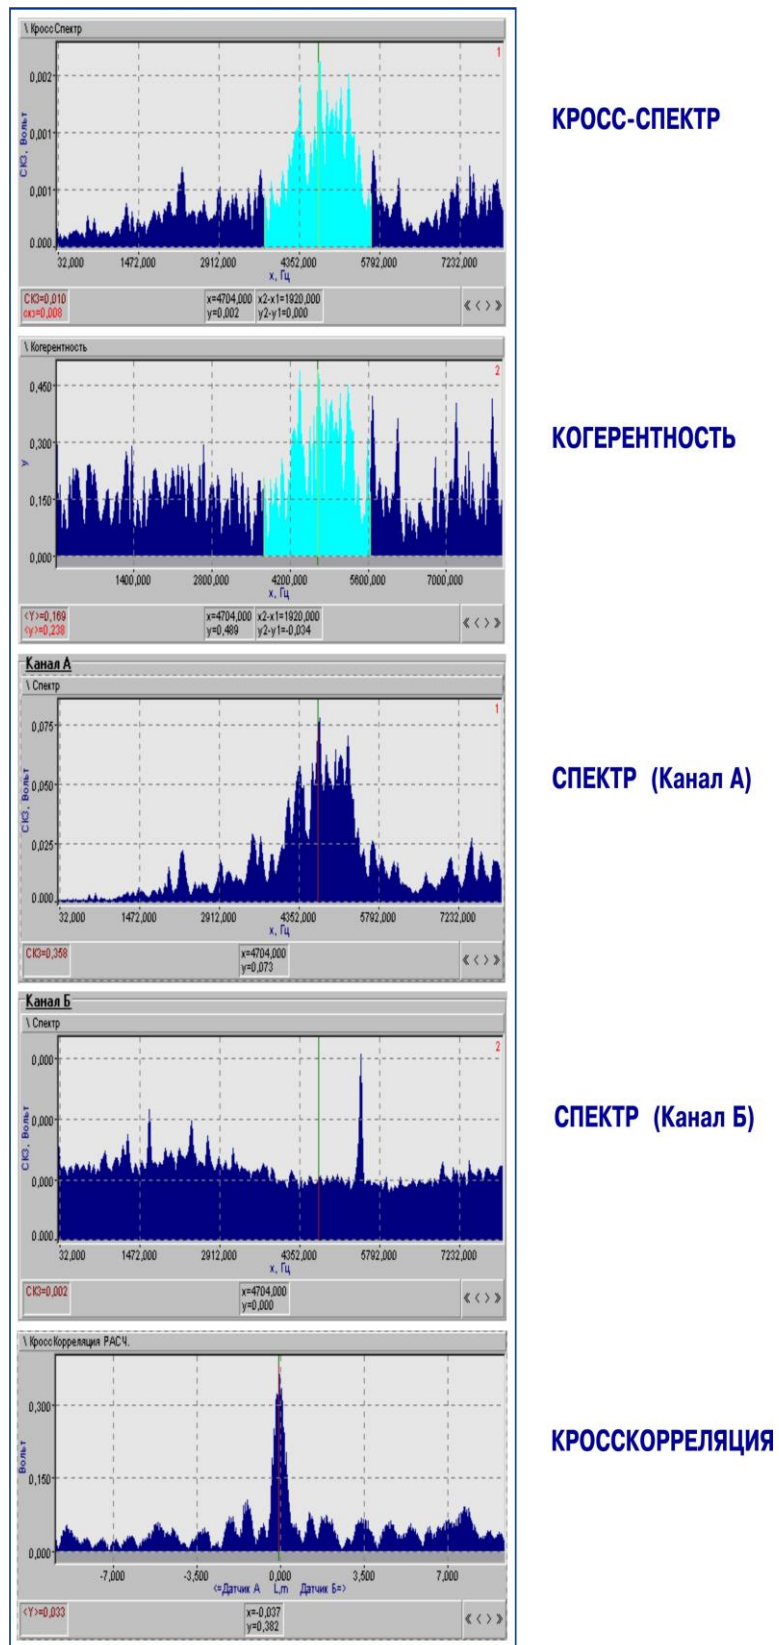 \ КроссСпектр
1
0,002
0,001
0,001
0.000
СКЗ, Вольт
32,000 1472,000 2912,000 4352,000 5792,000 7232,000
x, Гц
СКЗ=0,010 x=4704,000 x2-x1=1920,000
скз=0,008 y=0,002 y2-y1=0,000
« < > »
КРОСС-СПЕКТР
\ Когерентность
2
0,450
0,300
0,150
0,000
У
1400,000 2800,000 4200,000 5600,000 7000,000
x, Гц
<Y>=0,169 x=4704,000 x2-x1=1920,000
<y>=0,238 y=0,489 y2-y1=-0,034
« < > »
КОГЕРЕНТНОСТЬ
Канал А
\ Спектр
1
0,075
0,050
0,025
0.000
СКЗ, Вольт
32,000 1472,000 2912,000 4352,000 5792,000 7232,000
x, Гц
СКЗ=0,358 x=4704,000
y=0,073
« < > »
СПЕКТР (Канал А)
Канал Б
\ Спектр
2
0,000
0,000
0,000
0.000
СКЗ, Вольт
32,000 1472,000 2912,000 4352,000 5792,000 7232,000
x, Гц
СКЗ=0,002 x=4704,000
y=0,000
« < > »
СПЕКТР (Канал Б)
\ КроссКорреляция РАСЧ.
0,300
0,150
0,000
Вольт
-7,000 -3,500 0,000 3,500 7,000
<=Датчик А L,m Датчик Б=>
<Y>=0,033 x=-0,037
y=0,382
« < > »
КРОССКОРРЕЛЯЦИЯ